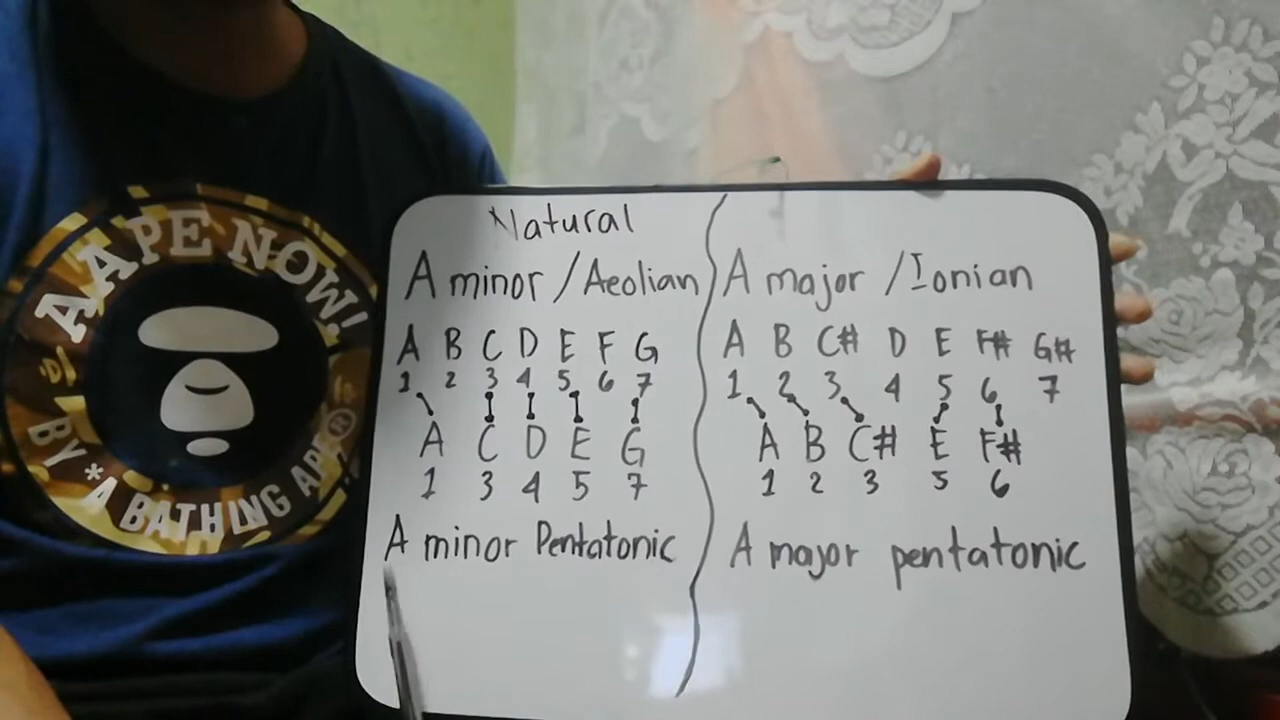 AAPE NOW!
BY *A BATHING APE®
Natural
A minor / Aeolian
A B C D E F G
1 2 3 4 5 6 7
A C D E G
1 3 4 5 7
A minor Pentatonic
A major / Ionian
A B C# D E F# G#
1 2 3 4 5 6 7
A B C# E F#
1 2 3 5 6
A major pentatonic